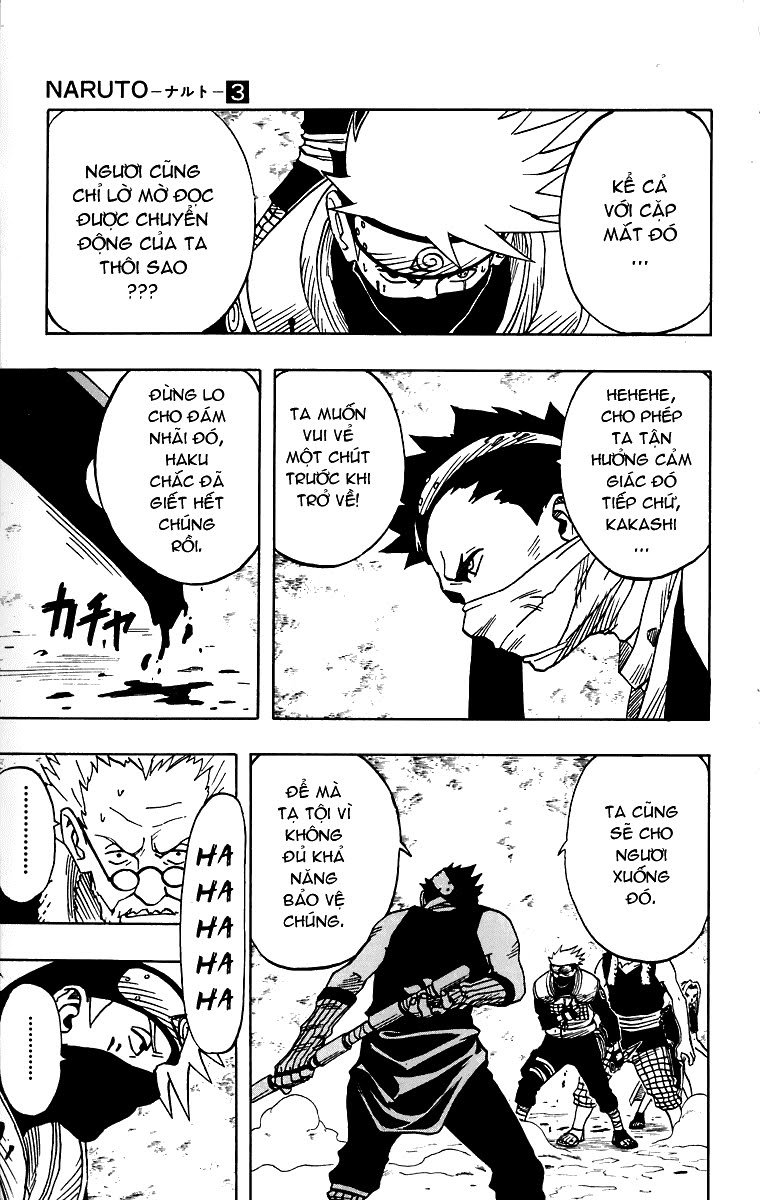 NARUTO-ナルト-3
KỂ CẢ
VỚI CẶP
MẮT ĐÓ
...
NGƯƠI CŨNG
CHỈ LỜ MỜ ĐỌC
ĐƯỢC CHUYỂN
ĐỘNG CỦA TA
THÔI SAO
???
HEHEHE,
CHO PHÉP
TA TẬN
HƯỞNG CẢM
GIÁC ĐÓ
TIẾP CHỨ,
KAKASHI
...
TA MUỐN
VUI VẺ
MỘT CHÚT
TRƯỚC KHI
TRỞ VỀ!
ĐỪNG LO
CHO ĐÁM
NHÃI ĐÓ,
HAKU
CHẮC ĐÃ
GIẾT HẾT
CHÚNG
RỒI.
カチャ
TA CŨNG
SẼ CHO
NGƯƠI
XUỐNG
ĐÓ.
ĐỂ MÀ
TẠ TỘI VÌ
KHÔNG
ĐỦ KHẢ
NĂNG
BẢO VỆ
CHÚNG.
HA
HA
HA
HA
HA
..........
..........